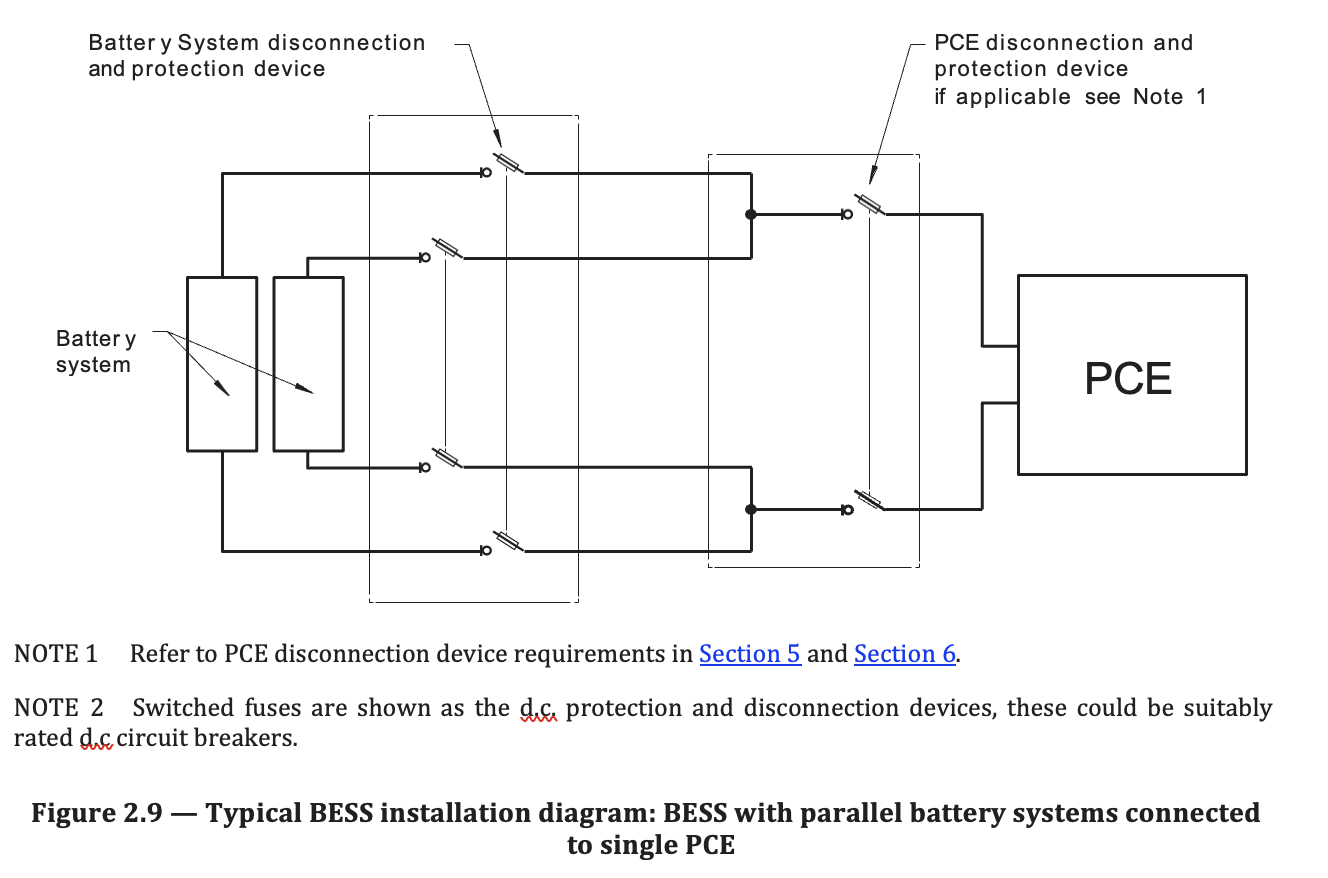 Battery System disconnection
and protection device
PCE disconnection and
protection device
if applicable see Note 1
Battery
system
PCE
NOTE 1 Refer to PCE disconnection device requirements in Section 5 and Section 6.
NOTE 2 Switched fuses are shown as the d.c. protection and disconnection devices, these could be suitably
rated d.c circuit breakers.
Figure 2.9 — Typical BESS installation diagram: BESS with parallel battery systems connected
to single PCE